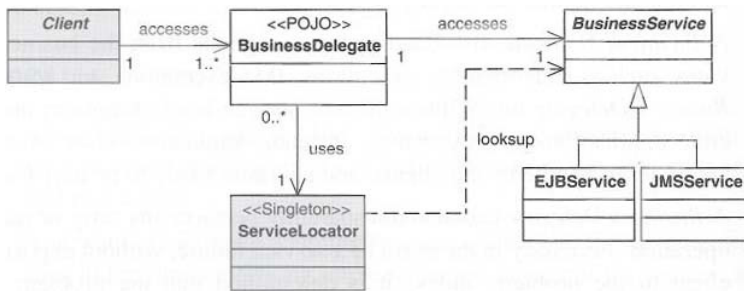 Client
accesses
1
1..*
<<POJO>>
BusinessDelegate
accesses
1
1
BusinessService
0..*
uses
1
looksup
<<Singleton>>
ServiceLocator
EJBService
JMSService